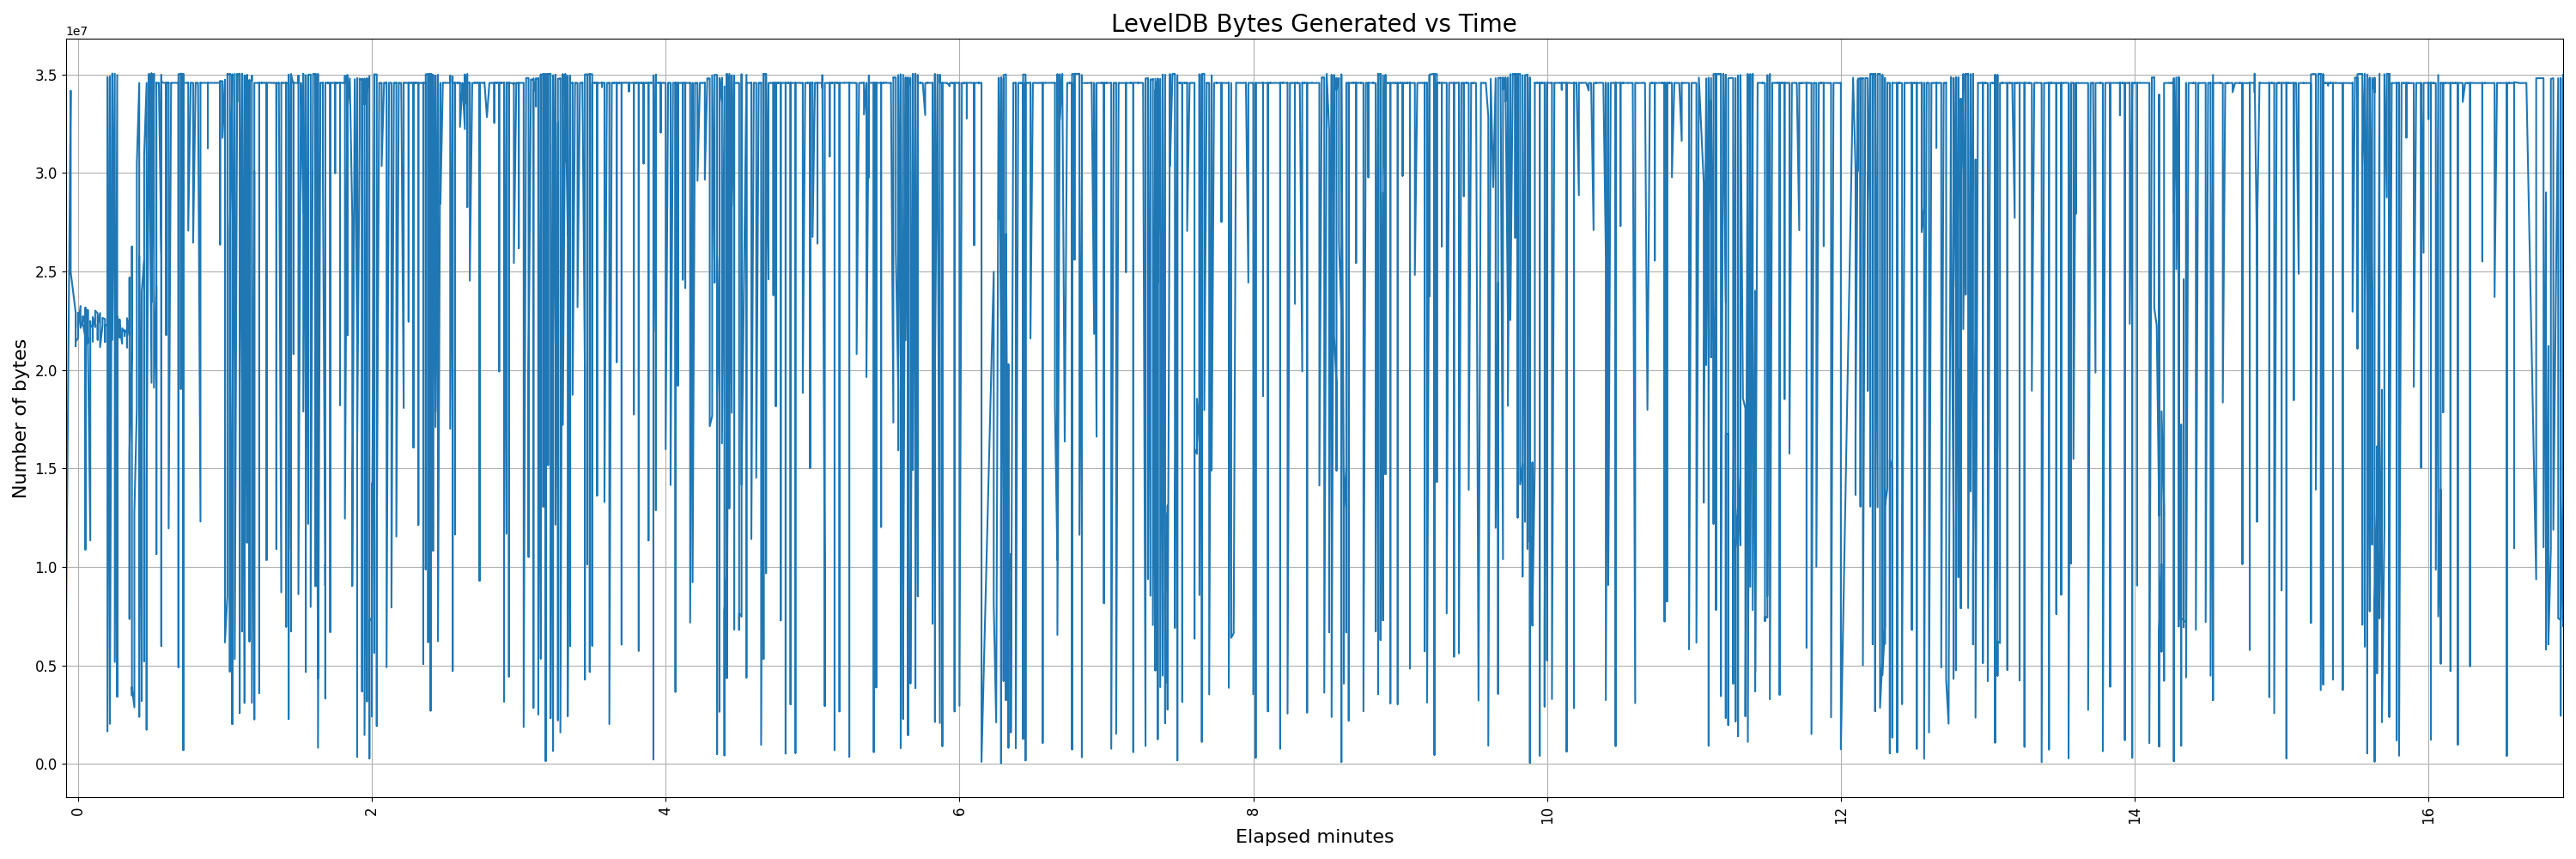 LevelDB Bytes Generated vs Time
1e7
3.5
3.0
2.5
2.0
1.5
1.0
0.5
0.0
Number of bytes
0 2 4 6 8 10 12 14 16
Elapsed minutes